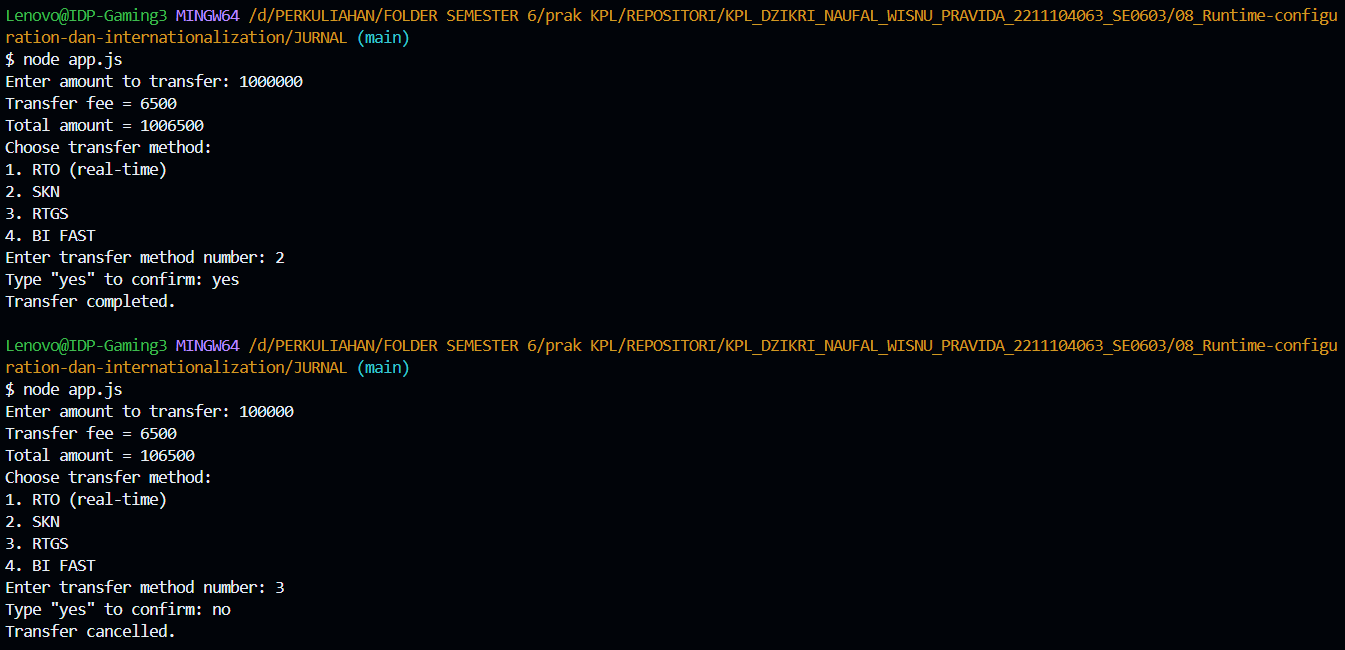 Lenovo@IDP-Gaming3 MINGW64 /d/PERKULIAHAN/FOLDER SEMESTER 6/prak KPL/REPOSITORI/KPL_DZIKRI_NAUFAL_WISNU_PRAVIDA_2211104063_SE0603/08_Runtime-configu
ration-dan-internationalization/JURNAL (main)
$ node app.js
Enter amount to transfer: 1000000
Transfer fee = 6500
Total amount = 1006500
Choose transfer method:
1. RTO (real-time)
2. SKN
3. RTGS
4. BI FAST
Enter transfer method number: 2
Type "yes" to confirm: yes
Transfer completed.
Lenovo@IDP-Gaming3 MINGW64 /d/PERKULIAHAN/FOLDER SEMESTER 6/prak KPL/REPOSITORI/KPL_DZIKRI_NAUFAL_WISNU_PRAVIDA_2211104063_SE0603/08_Runtime-configu
ration-dan-internationalization/JURNAL (main)
$ node app.js
Enter amount to transfer: 100000
Transfer fee = 6500
Total amount = 106500
Choose transfer method:
1. RTO (real-time)
2. SKN
3. RTGS
4. BI FAST
Enter transfer method number: 3
Type "yes" to confirm: no
Transfer cancelled.